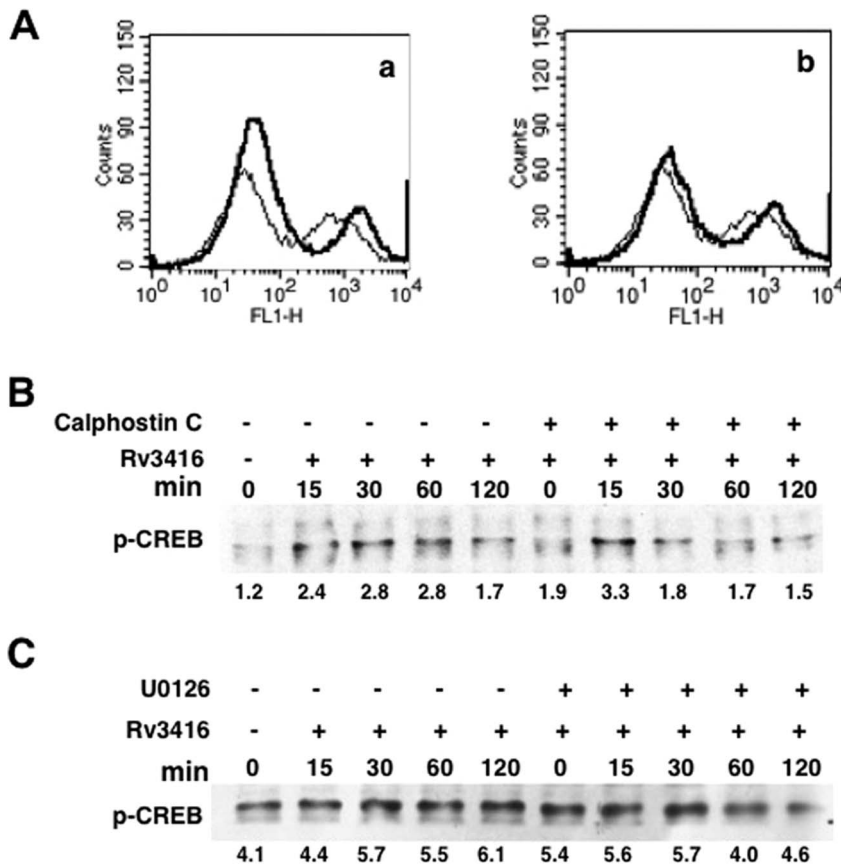 A
a
150
120
90
60
30
0
Counts
10^0 10^1 10^2 10^3 10^4
FL1-H
b
150
120
90
60
30
0
Counts
10^0 10^1 10^2 10^3 10^4
FL1-H
B
Calphostin C - - - - - + + + + +
Rv3416 - + + + + + + + + +
min 0 15 30 60 120 0 15 30 60 120
p-CREB
1.2 2.4 2.8 2.8 1.7 1.9 3.3 1.8 1.7 1.5
C
U0126 - - - - - + + + + +
Rv3416 - + + + + + + + + +
min 0 15 30 60 120 0 15 30 60 120
p-CREB
4.1 4.4 5.7 5.5 6.1 5.4 5.6 5.7 4.0 4.6